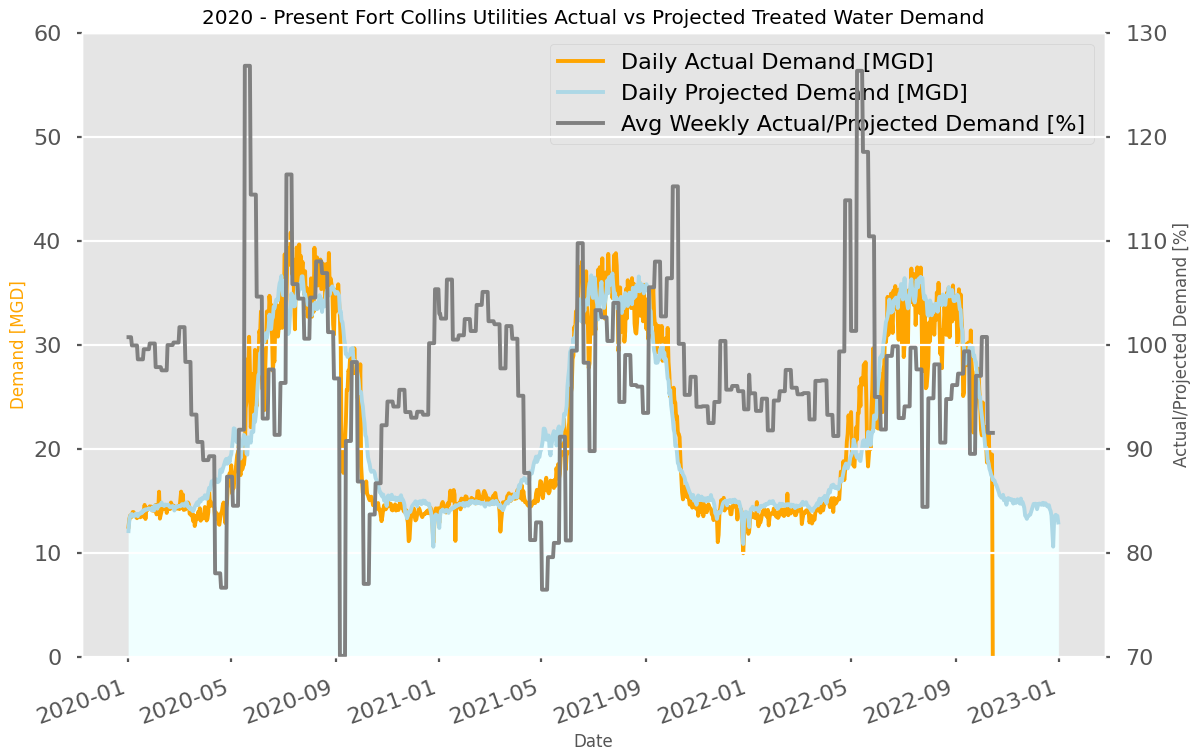 2020 - Present Fort Collins Utilities Actual vs Projected Treated Water Demand
Daily Actual Demand [MGD]
Daily Projected Demand [MGD]
Avg Weekly Actual/Projected Demand [%]
Demand [MGD]
60
50
40
30
20
10
0
130
120
110
100
90
80
70
Actual/Projected Demand [%]
2020-01 2020-05 2020-09 2021-01 2021-05 2021-09 2022-01 2022-05 2022-09 2023-01
Date